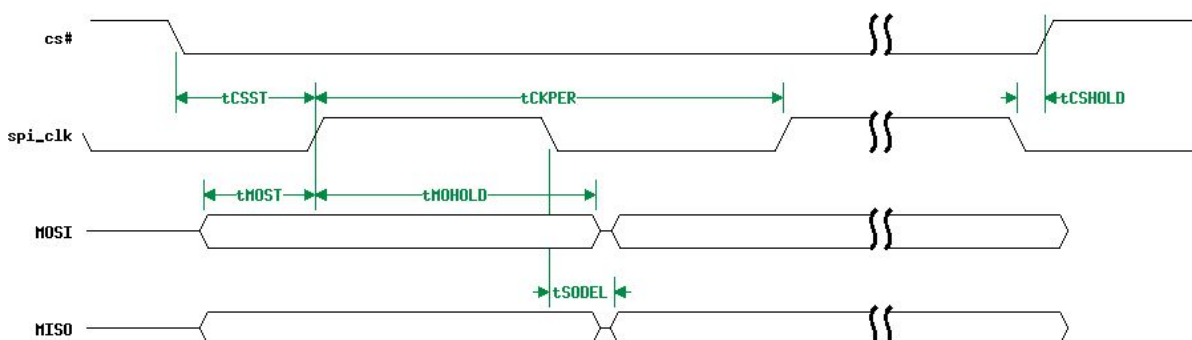 cs#
tCSST tCKPER tCSHOLD
spi_clk
tMOST tMOHOLD
MOSI
tSODEL
MISO